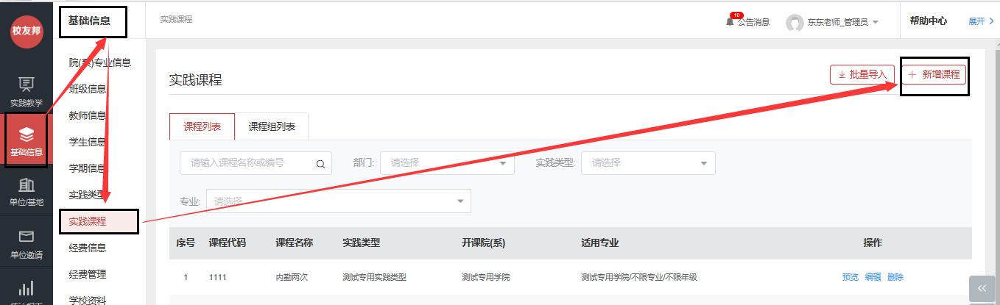 校友邦
实践教学
基础信息
单位/基地
单位邀请
统计报表
基础信息
院(系)专业信息
班级信息
教师信息
学生信息
学期信息
实践类型
实践课程
经费信息
经费管理
学校资料
实践课程
10
公告消息
东东老师_管理员
帮助中心
展开
实践课程
批量导入
新增课程
课程列表 课程组列表
请输入课程名称或编号 部门: 请选择 实践类型: 请选择
专业: 请选择
序号 课程代码 课程名称 实践类型 开课院(系) 适用专业 操作
1 1111 内勤两次 测试专用实践类型 测试专用学院 测试专用学院/不限专业/不限年级 预览 编辑 删除